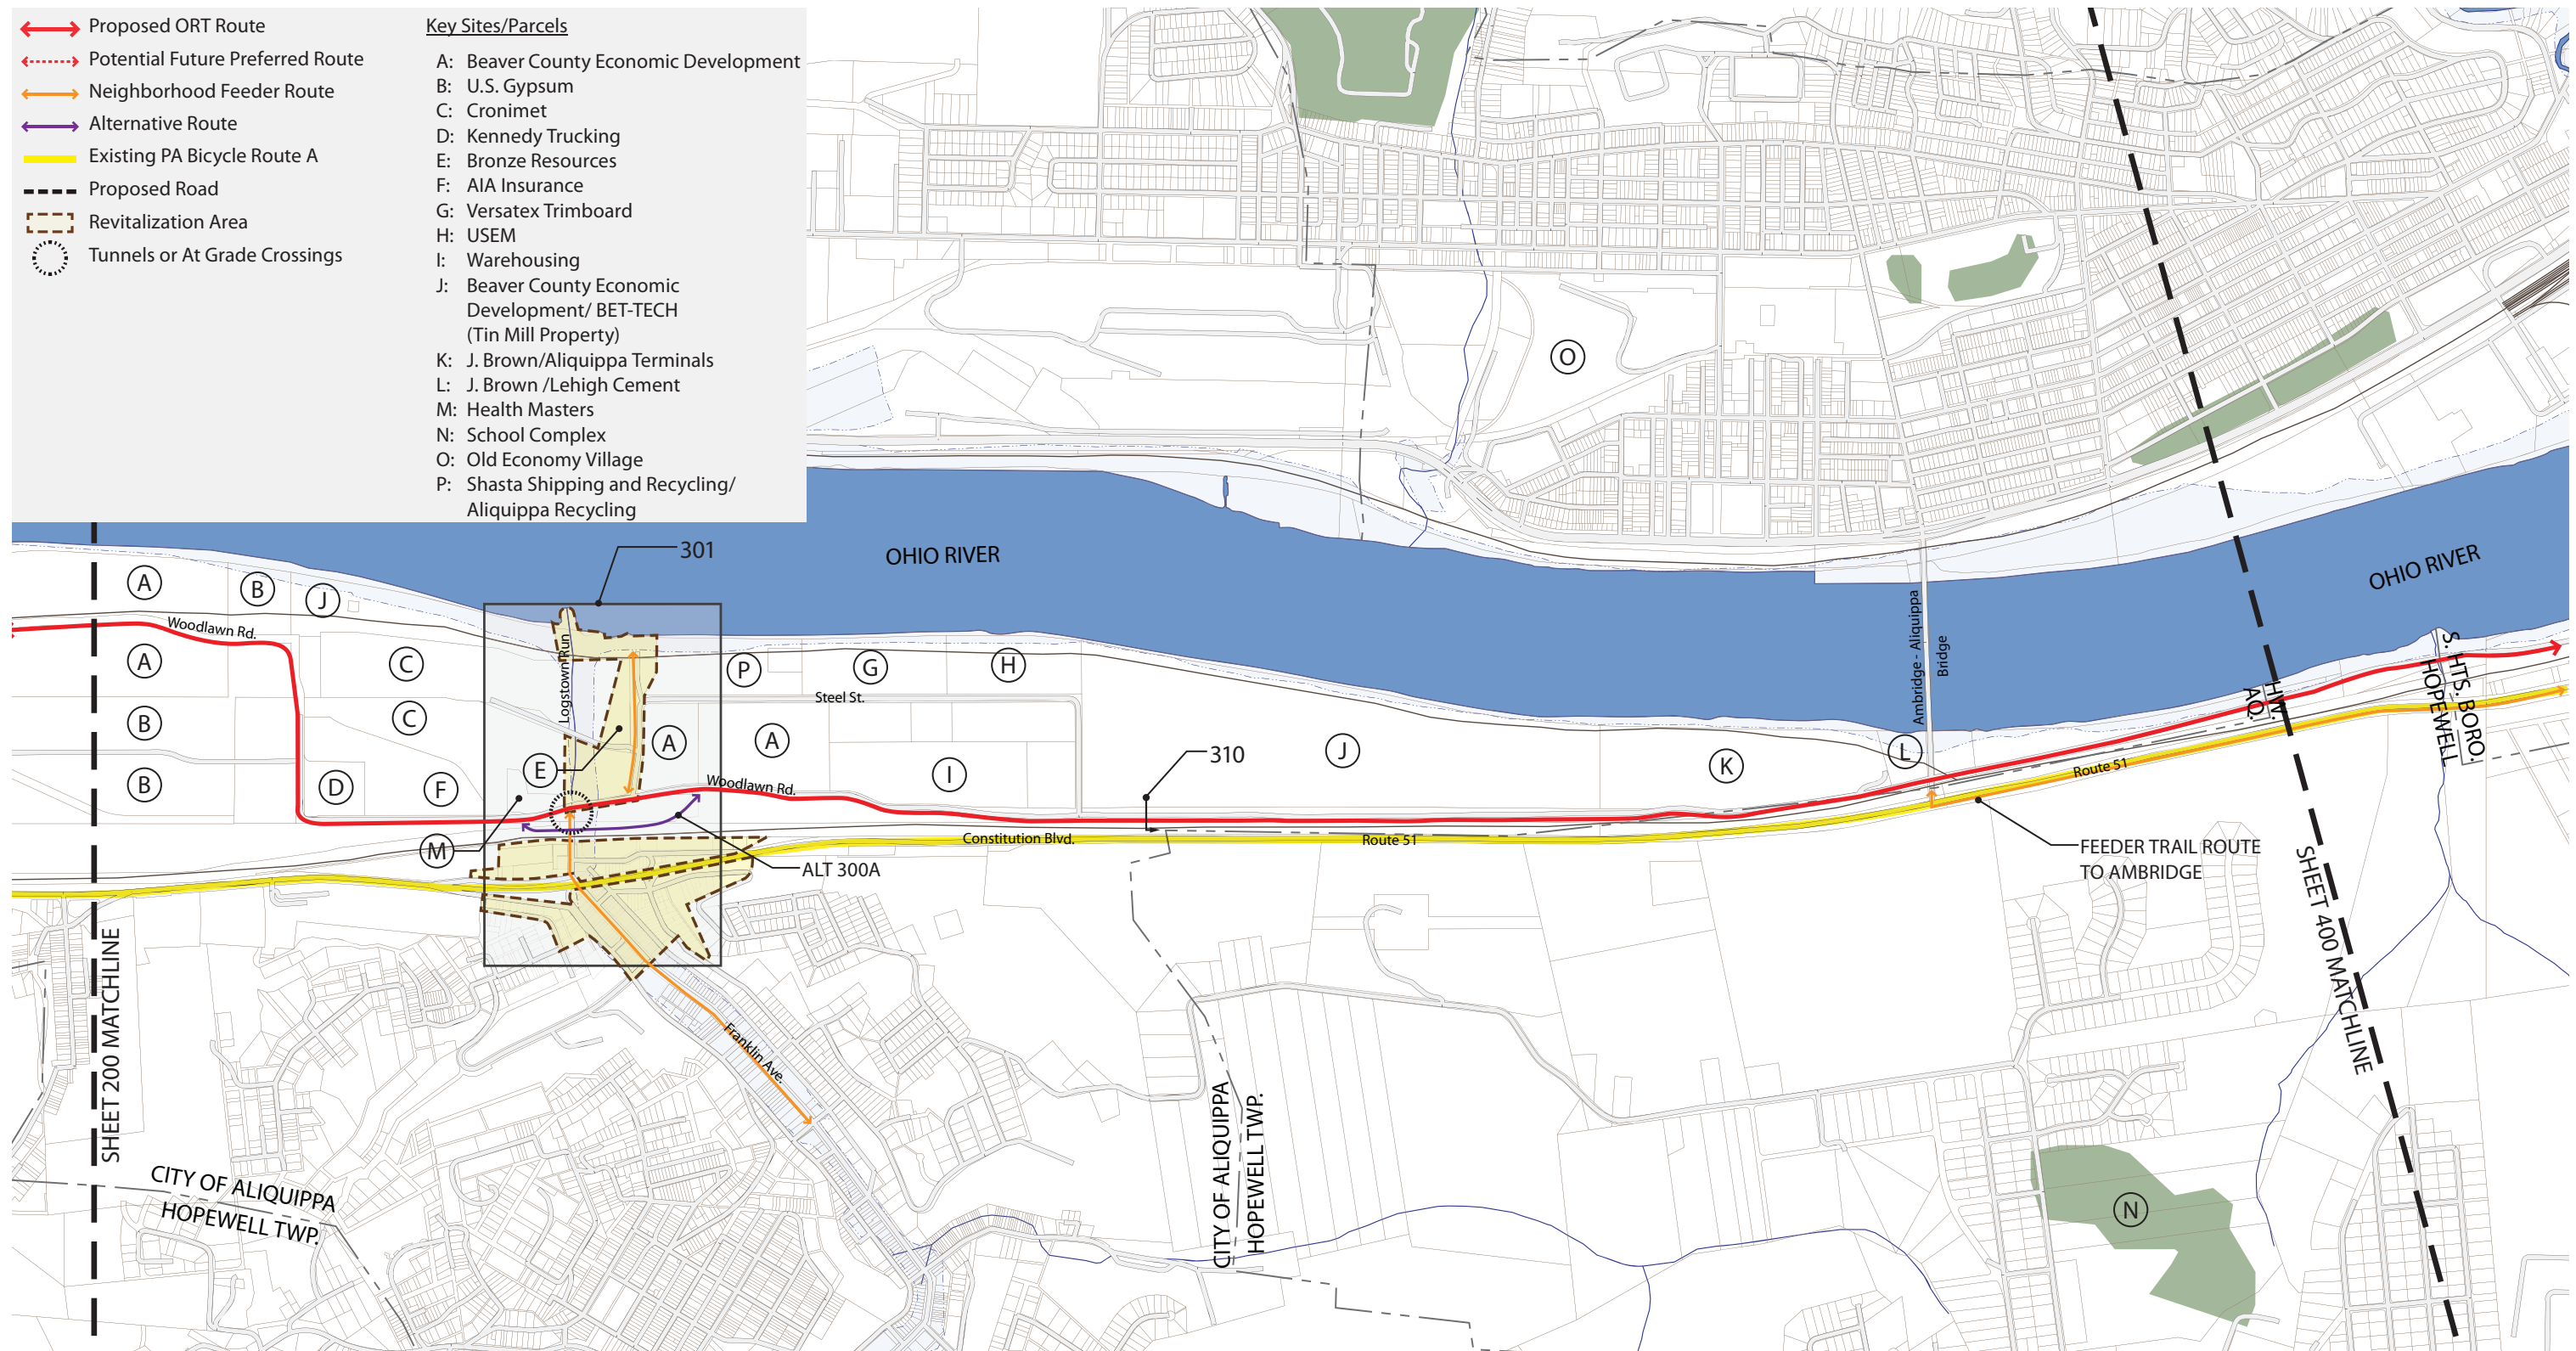 Proposed ORT Route
Potential Future Preferred Route
Neighborhood Feeder Route
Alternative Route
Existing PA Bicycle Route A
Proposed Road
Revitalization Area
Tunnels or At Grade Crossings
Key Sites/Parcels
A: Beaver County Economic Development
B: U.S. Gypsum
C: Cronimet
D: Kennedy Trucking
E: Bronze Resources
F: AIA Insurance
G: Versatex Trimboard
H: USEM
I: Warehousing
J: Beaver County Economic
Development/ BET-TECH
(Tin Mill Property)
K: J. Brown/Aliquippa Terminals
L: J. Brown /Lehigh Cement
M: Health Masters
N: School Complex
O: Old Economy Village
P: Shasta Shipping and Recycling/
Aliquippa Recycling
O
301
OHIO RIVER
OHIO RIVER
A
B
J
Woodlawn Rd.
A
C
Logstown Run
P
G
H
Ambridge - Aliquippa
Bridge
S. HTS. BORO.
HOPEWELL
HW.
AQ.
Steel St.
B
C
A
A
E
310
J
K
L
Route 51
B
D
F
Woodlawn Rd.
I
M
Constitution Blvd.
Route 51
ALT 300A
FEEDER TRAIL ROUTE
TO AMBRIDGE
SHEET 200 MATCHLINE
SHEET 400 MATCHLINE
Franklin Ave.
CITY OF ALIQUIPPA
HOPEWELL TWP.
CITY OF ALIQUIPPA
HOPEWELL TWP.
N